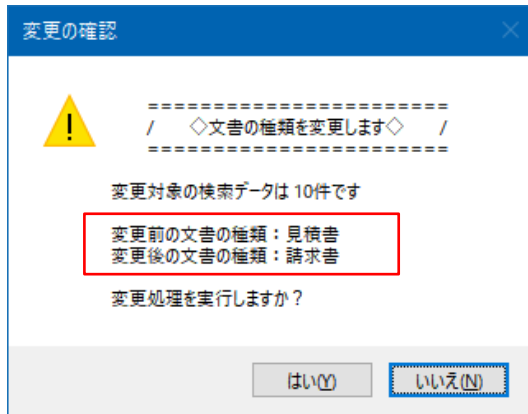 変更の確認
=======================
/ ◇文書の種類を変更します◇ /
=======================
変更対象の検索データは 10件です
変更前の文書の種類：見積書
変更後の文書の種類：請求書
変更処理を実行しますか？
はい(Y) いいえ(N)